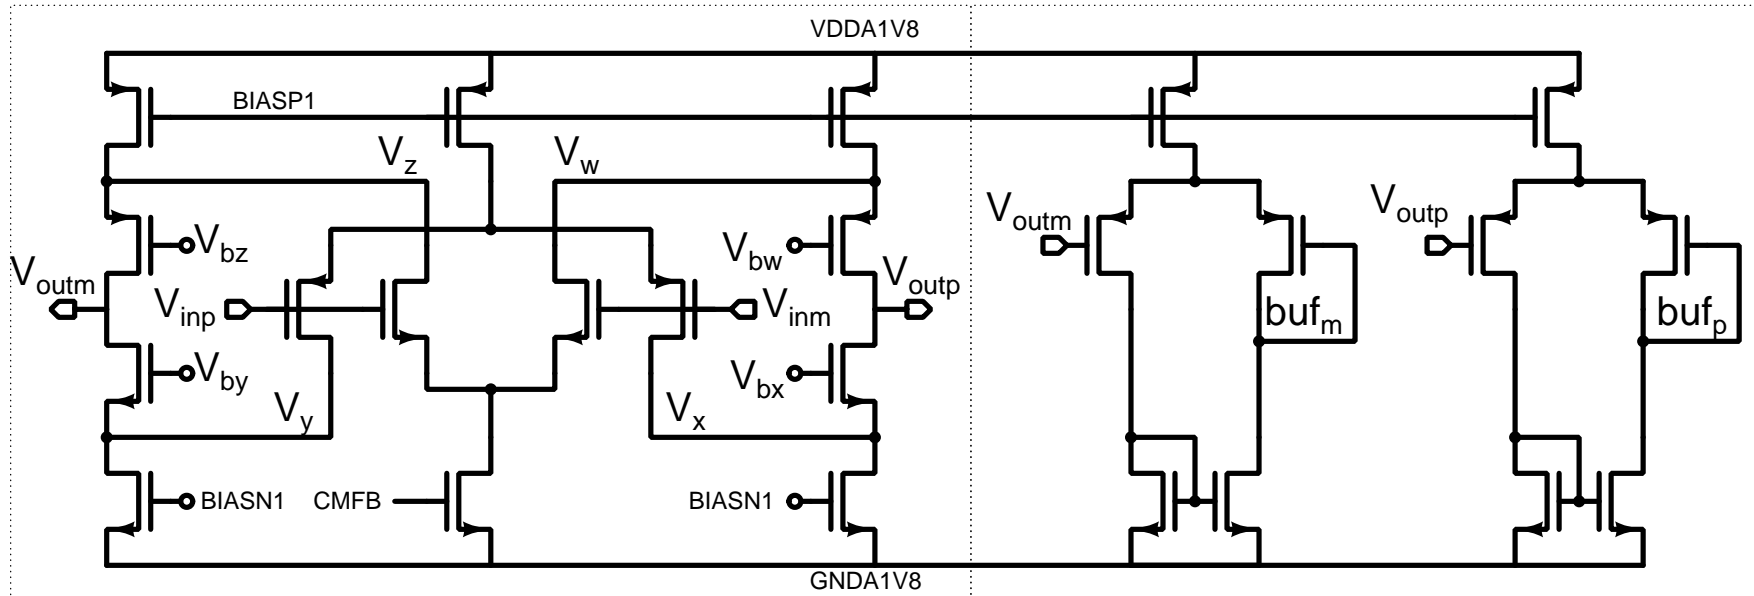 VDDA1V8
BIASP1
Vz
Vw
Voutm
Voutp
Vbz
Vbw
Voutm
Voutp
Vinp
Vinm
bufm
bufp
Vby
Vbx
Vy
Vx
BIASN1
CMFB
BIASN1
GNDA1V8